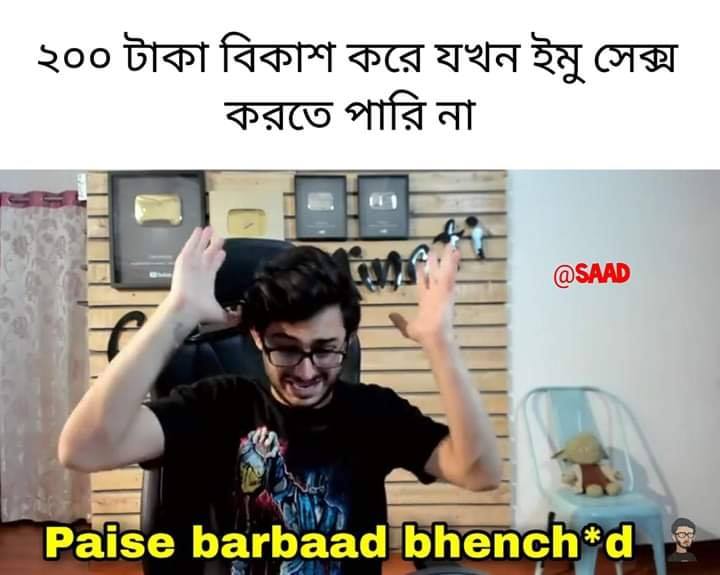 ২০০ টাকা বিকাশ করে যখন ইমু সেক্স
করতে পারি না
@SAAD
Paise barbaad bhench*d